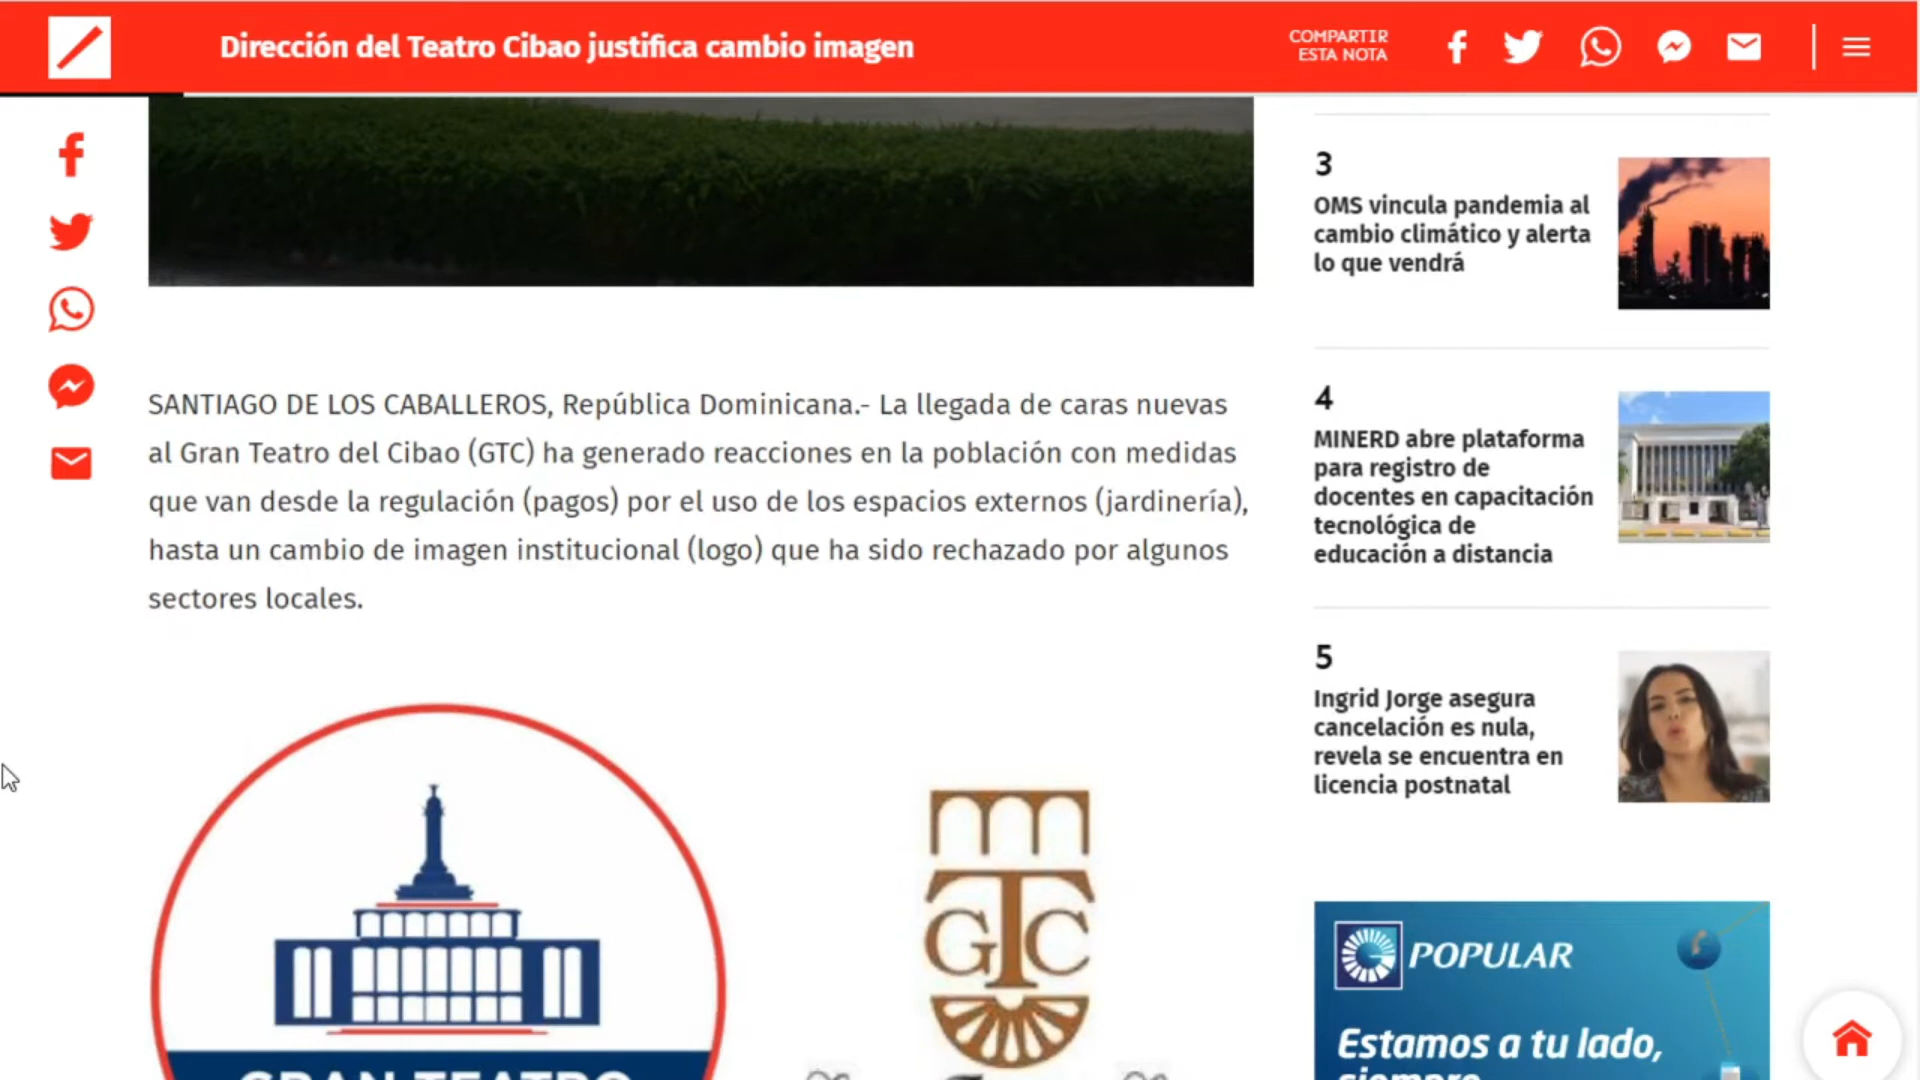 Dirección del Teatro Cibao justifica cambio imagen
COMPARTIR
ESTA NOTA
SANTIAGO DE LOS CABALLEROS, República Dominicana.- La llegada de caras nuevas
al Gran Teatro del Cibao (GTC) ha generado reacciones en la población con medidas
que van desde la regulación (pagos) por el uso de los espacios externos (jardinería),
hasta un cambio de imagen institucional (logo) que ha sido rechazado por algunos
sectores locales.
GRAN TEATRO
GTC
3
OMS vincula pandemia al
cambio climático y alerta
lo que vendrá
4
MINERD abre plataforma
para registro de
docentes en capacitación
tecnológica de
educación a distancia
5
Ingrid Jorge asegura
cancelación es nula,
revela se encuentra en
licencia postnatal
POPULAR
Estamos a tu lado,
siempre